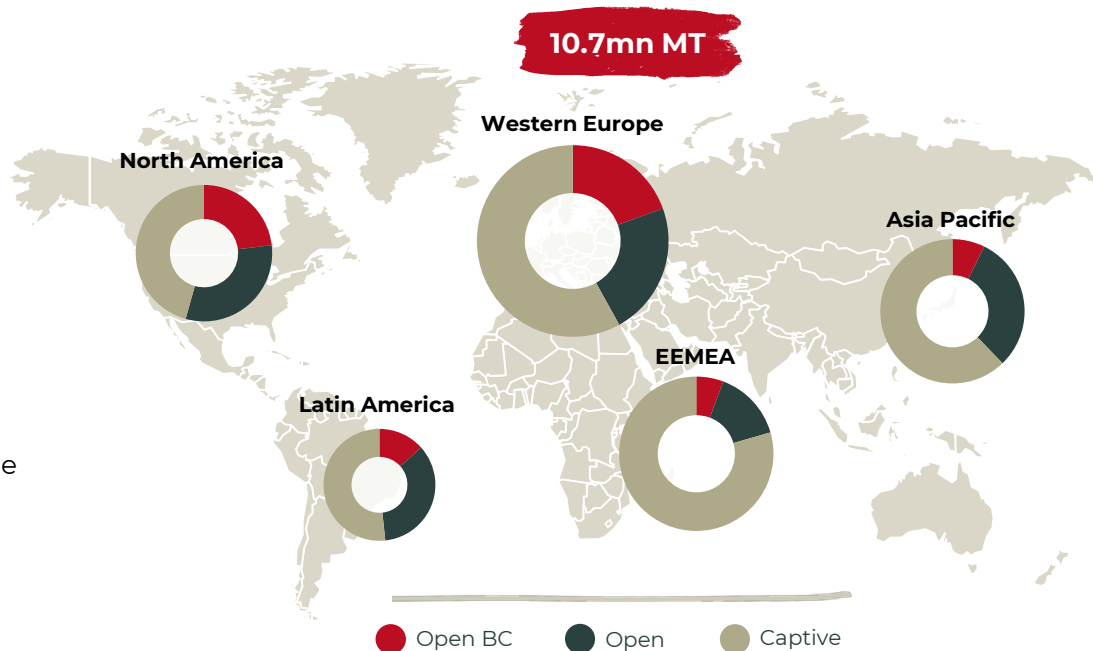 10.7mn MT
Western Europe
North America
Asia Pacific
EEMEA
Latin America
e
Open BC
Open
Captive